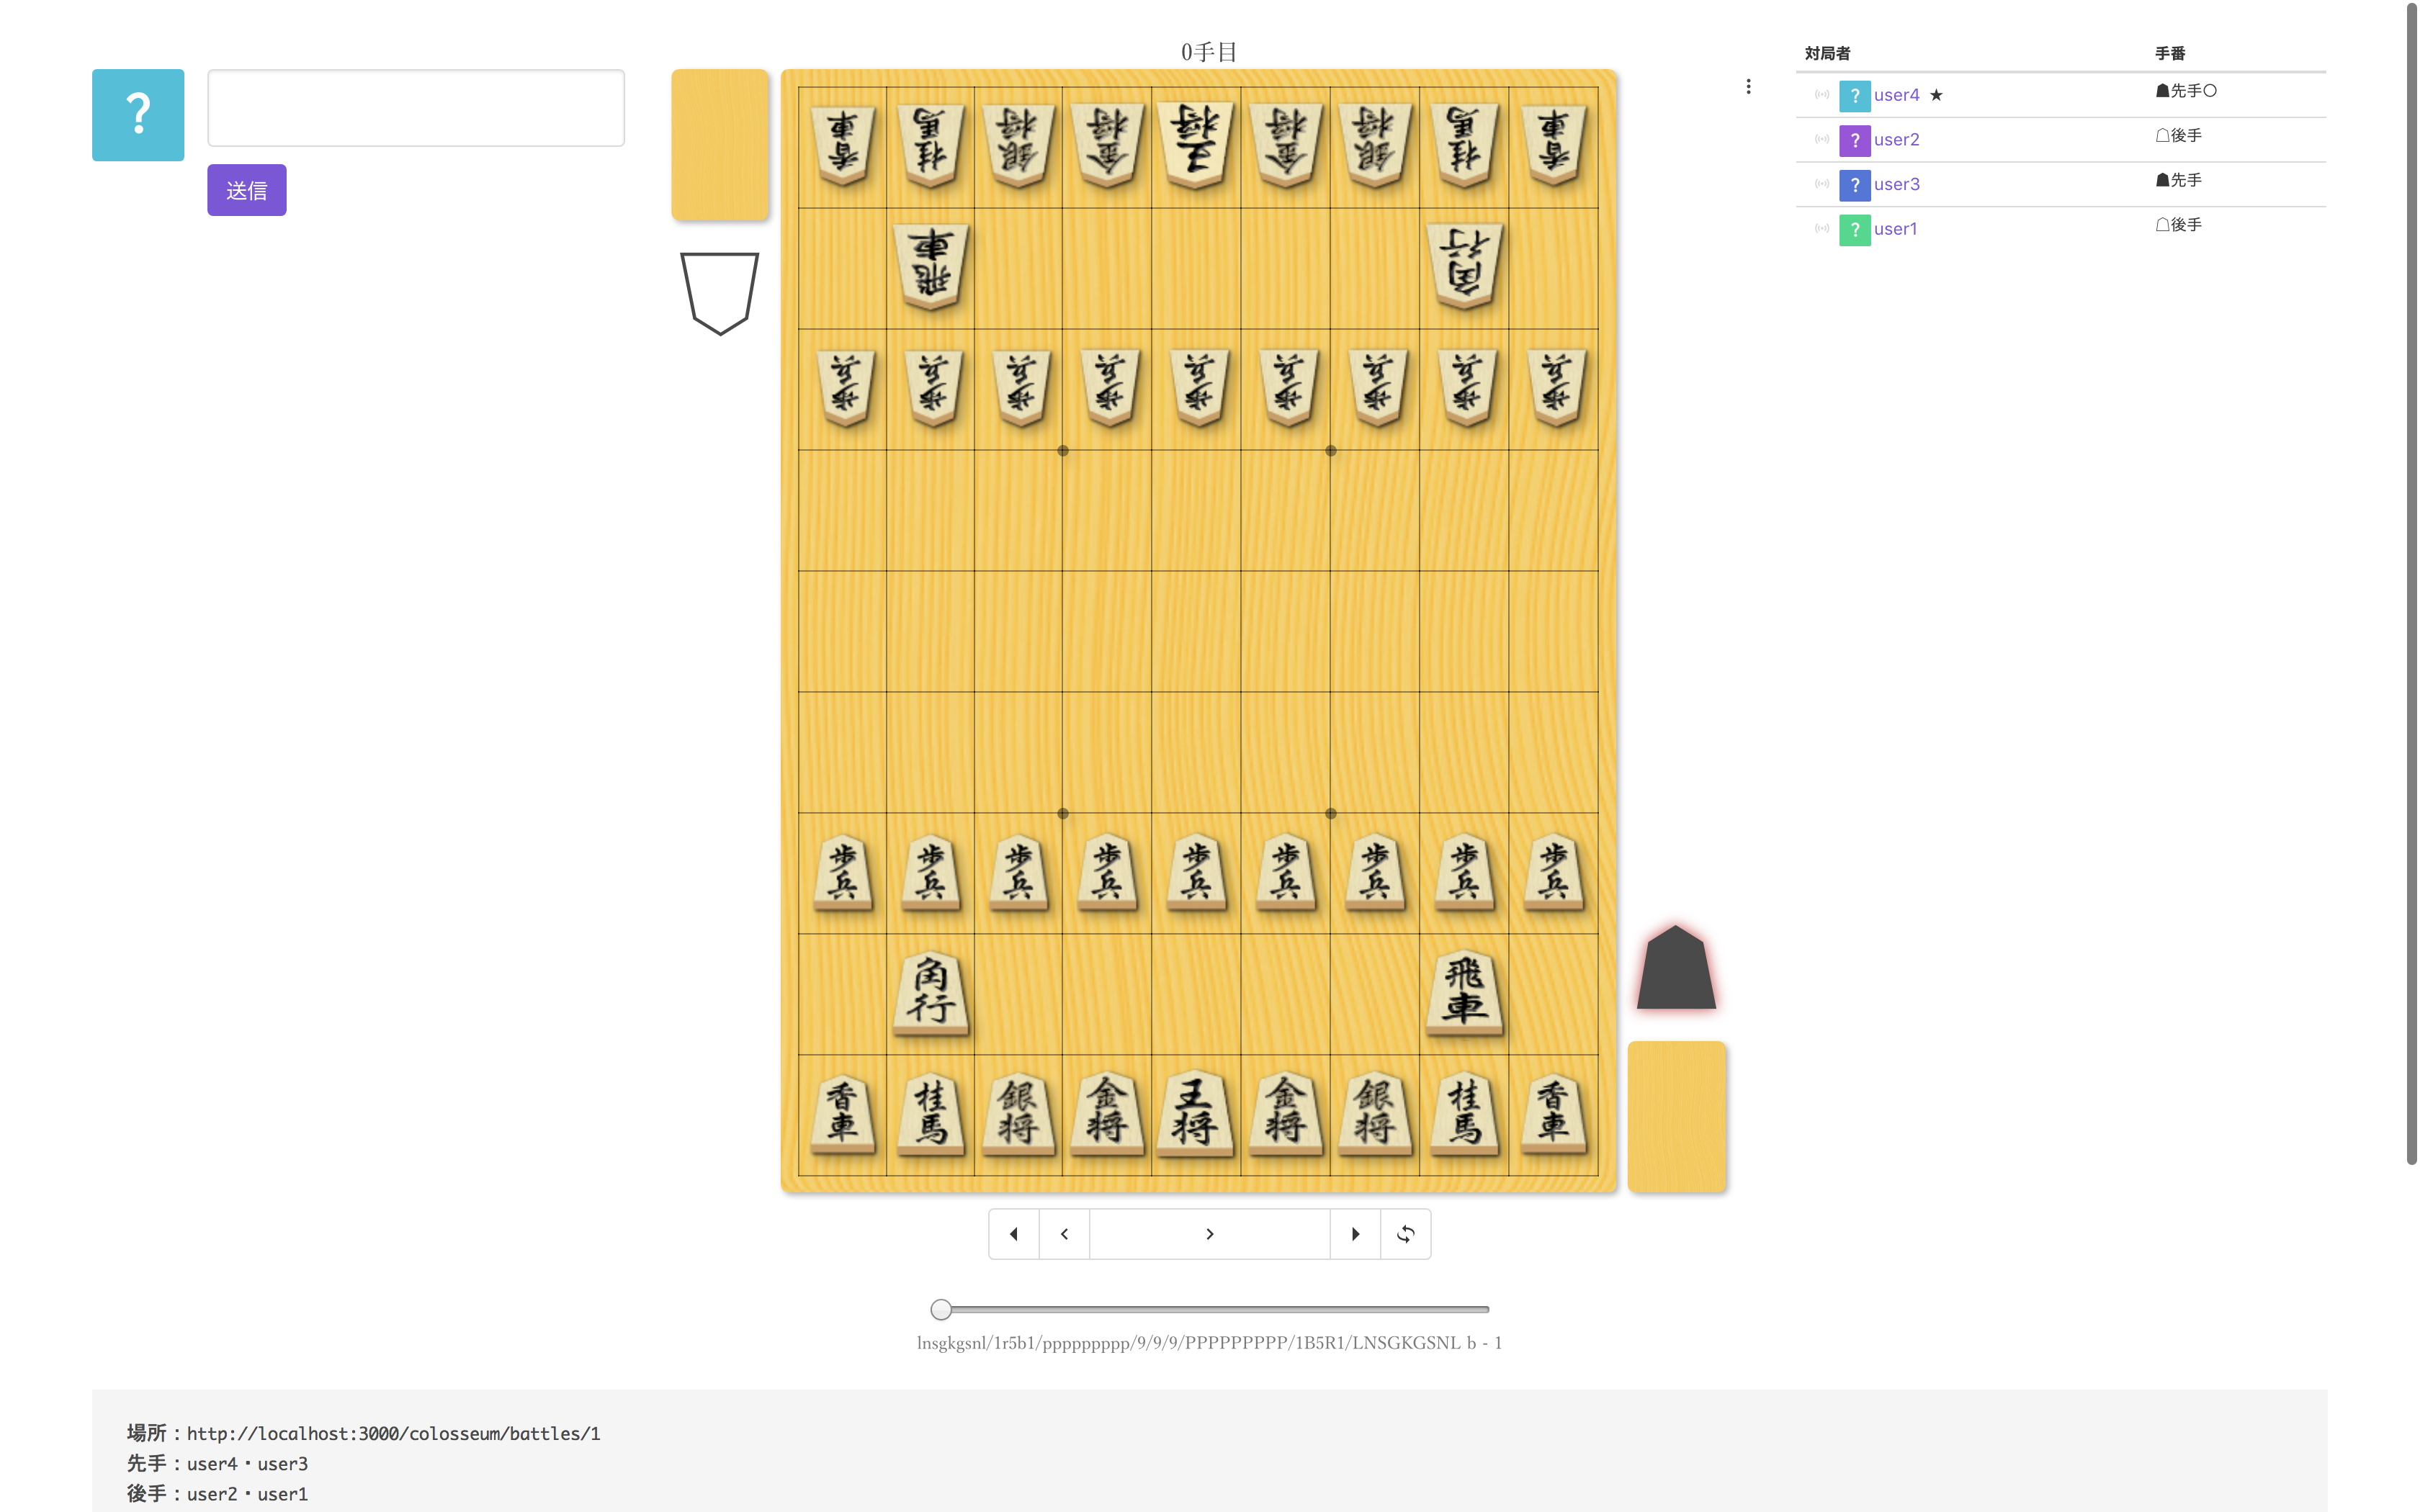 0手目
?
送信
香車 桂馬 銀将 金将 王将 金将 銀将 桂馬 香車
飛車 角行
歩兵 歩兵 歩兵 歩兵 歩兵 歩兵 歩兵 歩兵 歩兵
歩兵 歩兵 歩兵 歩兵 歩兵 歩兵 歩兵 歩兵 歩兵
角行 飛車
香車 桂馬 銀将 金将 王将 金将 銀将 桂馬 香車
lnsgkgsnl/1r5b1/ppppppppp/9/9/9/PPPPPPPPP/1B5R1/LNSGKGSNL b - 1
対局者 手番
? user4 ★ ☗先手○
? user2 ☖後手
? user3 ☗先手
? user1 ☖後手
場所：http://localhost:3000/colosseum/battles/1
先手：user4・user3
後手：user2・user1